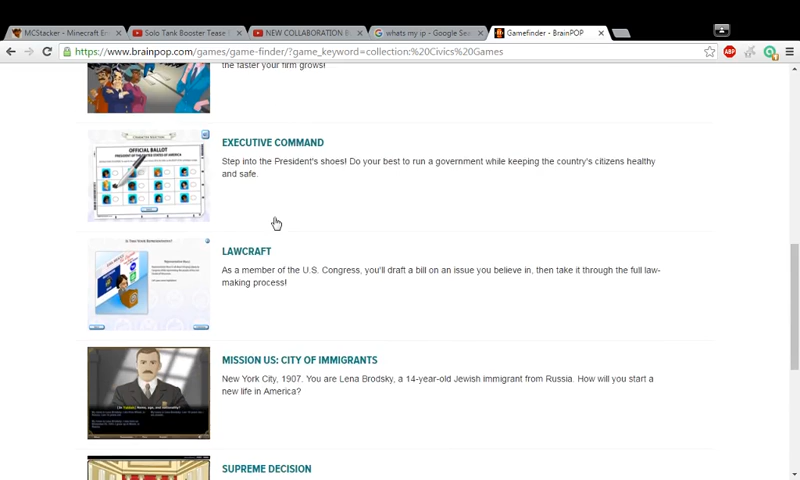 MCStacker - Minecraft En
Solo Tank Booster Tease
NEW COLLABORATION B
whats my ip - Google Sea
Gamefinder - BrainPOP
https://www.brainpop.com/games/game-finder/?game_keyword=collection:%20Civics%20Games
ABP
the faster your firm grows!
OFFICIAL BALLOT
EXECUTIVE COMMAND
Step into the President's shoes! Do your best to run a government while keeping the country's citizens healthy
and safe.
LAWCRAFT
As a member of the U.S. Congress, you'll draft a bill on an issue you believe in, then take it through the full law-
making process!
MISSION US: CITY OF IMMIGRANTS
New York City, 1907. You are Lena Brodsky, a 14-year-old Jewish immigrant from Russia. How will you start a
new life in America?
SUPREME DECISION